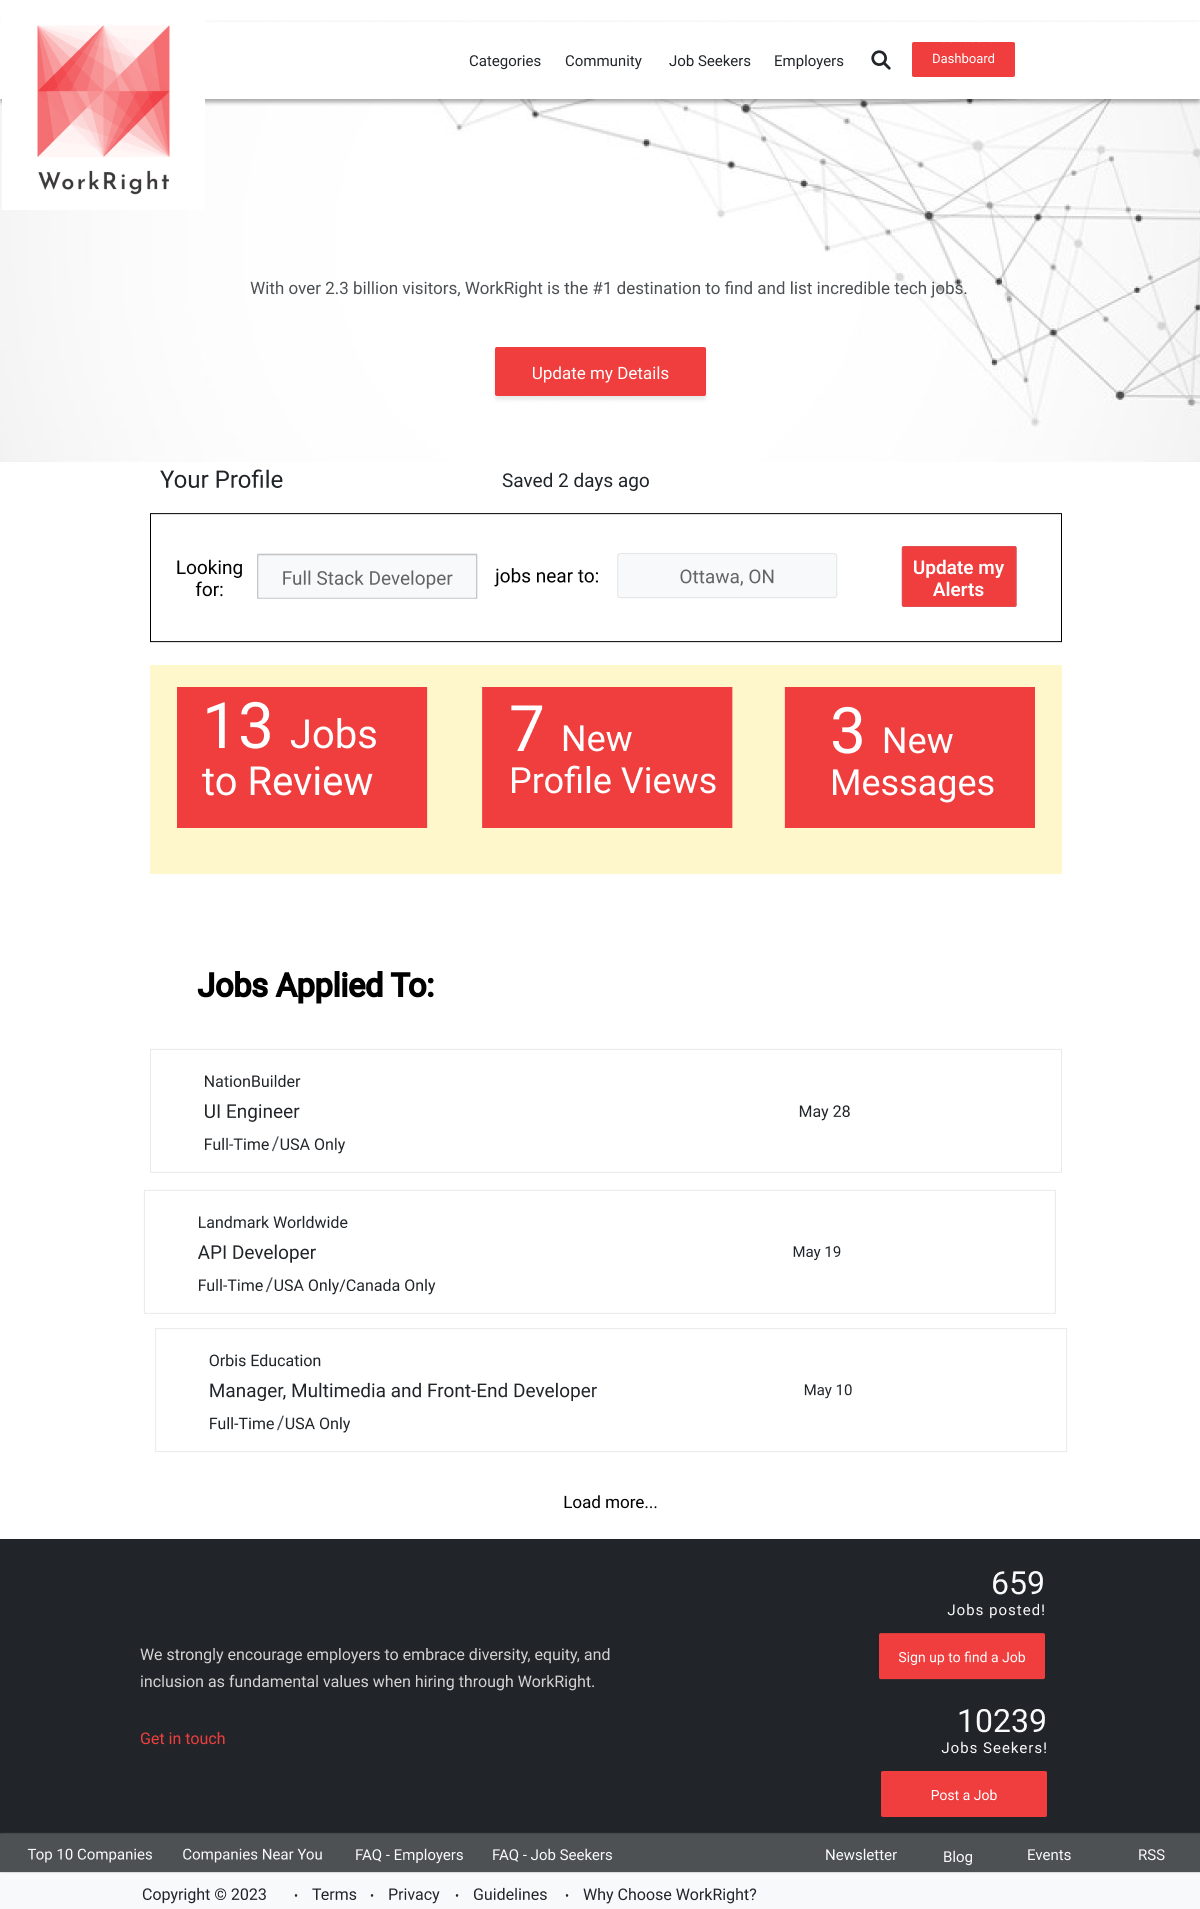 WorkRight
Categories Community Job Seekers Employers Dashboard
With over 2.3 billion visitors, WorkRight is the #1 destination to find and list incredible tech jobs.
Update my Details
Your Profile Saved 2 days ago
Looking for: Full Stack Developer jobs near to: Ottawa, ON Update my Alerts
13 Jobs
to Review
7 New
Profile Views
3 New
Messages
Jobs Applied To:
NationBuilder
UI Engineer May 28
Full-Time/USA Only
Landmark Worldwide
API Developer May 19
Full-Time/USA Only/Canada Only
Orbis Education
Manager, Multimedia and Front-End Developer May 10
Full-Time/USA Only
Load more...
659
Jobs posted!
We strongly encourage employers to embrace diversity, equity, and
inclusion as fundamental values when hiring through WorkRight.
Sign up to find a Job
Get in touch
10239
Jobs Seekers!
Post a Job
Top 10 Companies Companies Near You FAQ - Employers FAQ - Job Seekers Newsletter Blog Events RSS
Copyright © 2023 • Terms • Privacy • Guidelines • Why Choose WorkRight?